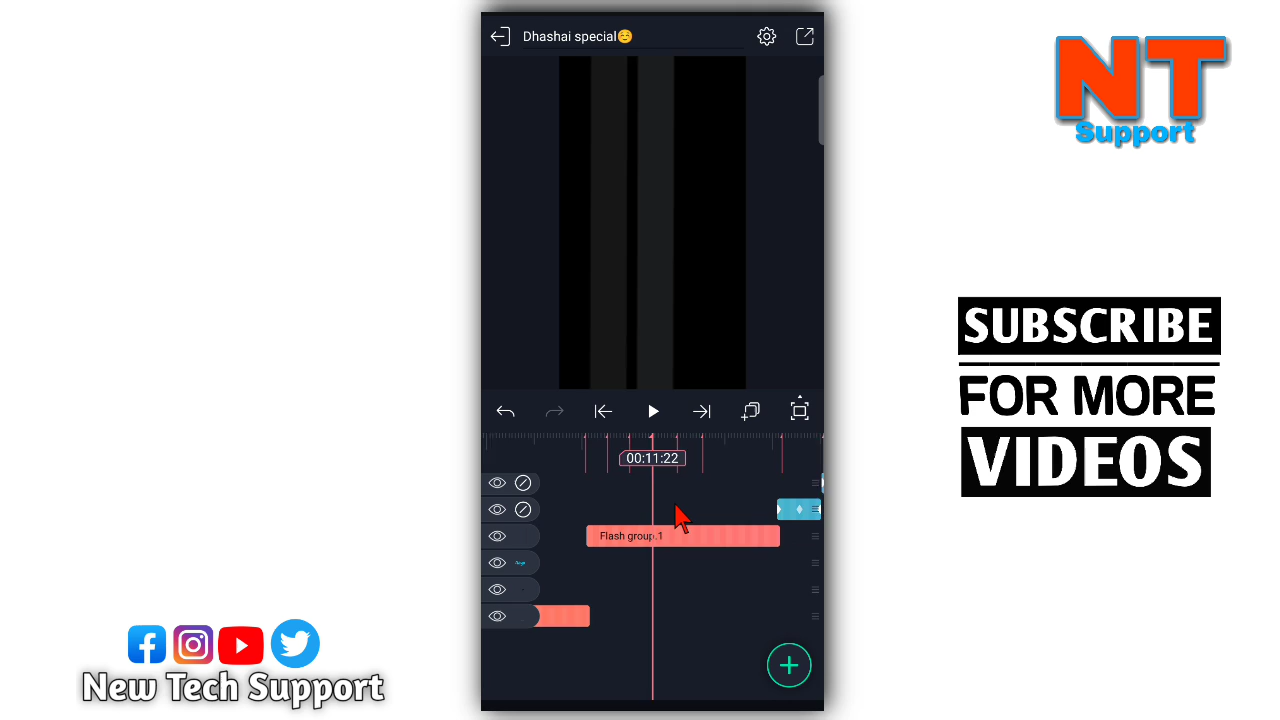 Dhashai special☺️
NT
Support
SUBSCRIBE
FOR MORE
VIDEOS
00:11:22
Flash group 1
New Tech Support